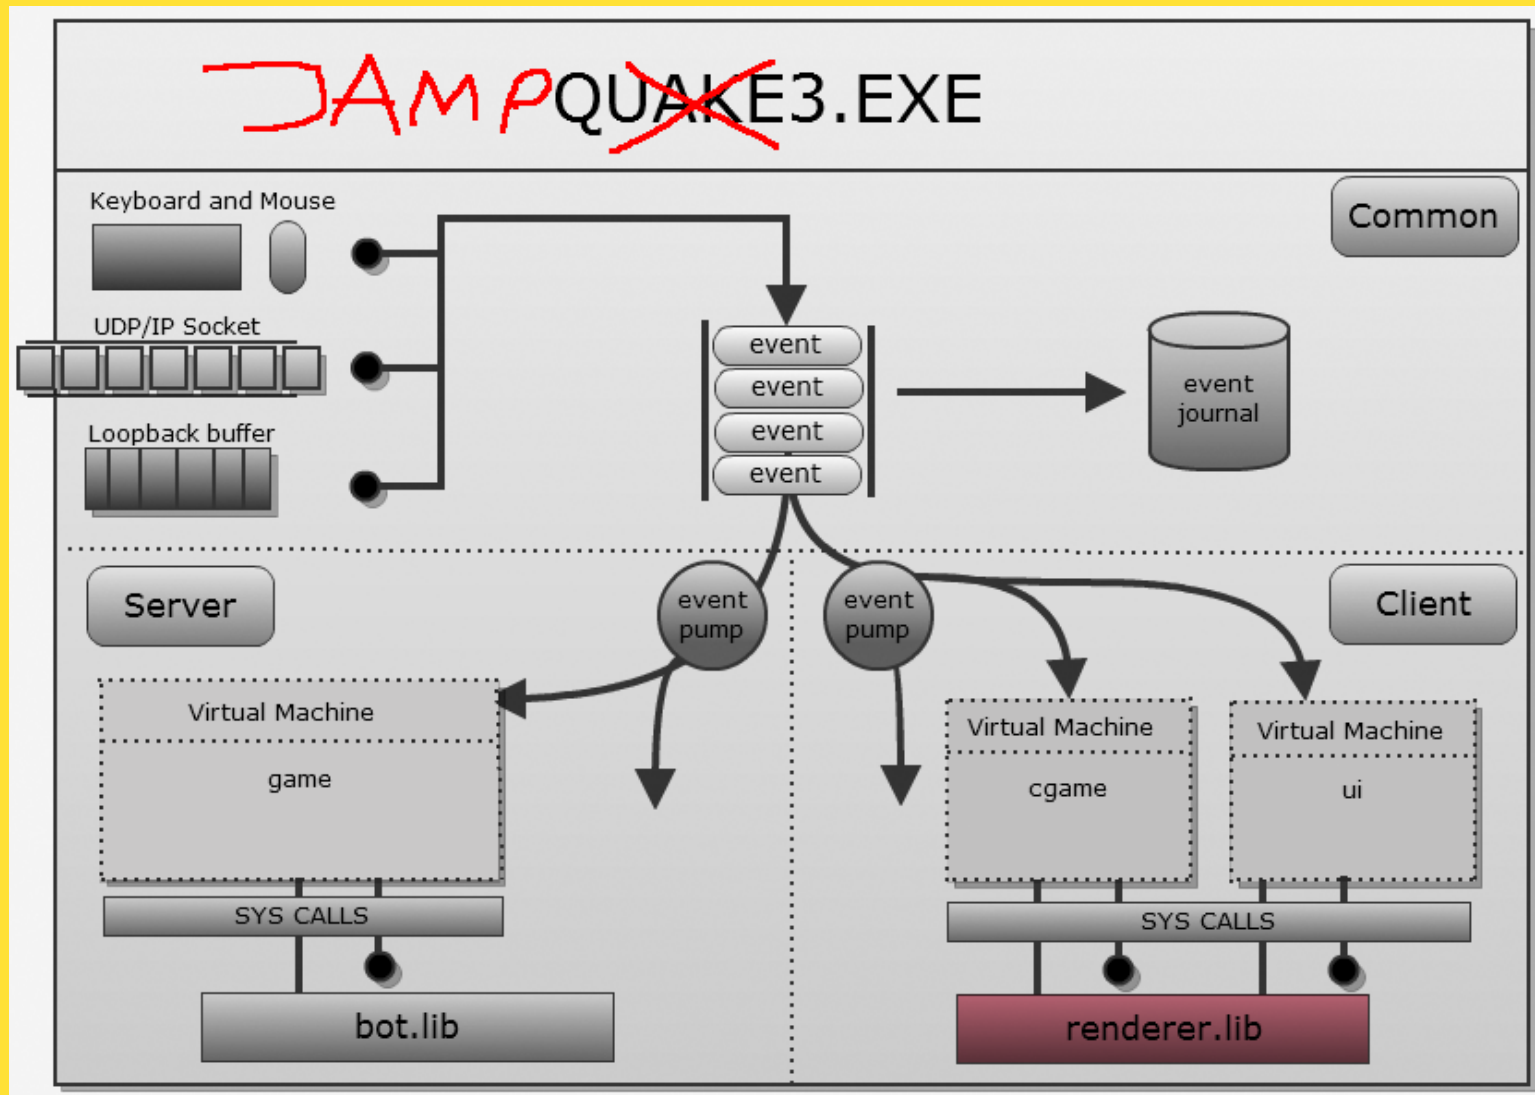 JAMP QUAKE3.EXE
Keyboard and Mouse
Common
UDP/IP Socket
event
event
event
event
event
journal
Loopback buffer
Server
event
pump
event
pump
Client
Virtual Machine
game
Virtual Machine
cgame
Virtual Machine
ui
SYS CALLS
SYS CALLS
bot.lib
renderer.lib